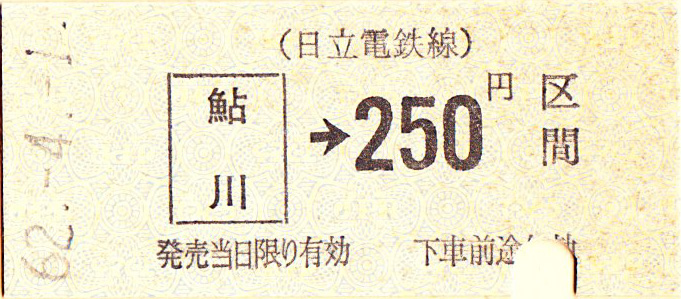 62.-4.-1.
(日立電鉄線)
鮎川→250円区間
発売当日限り有効 下車前途